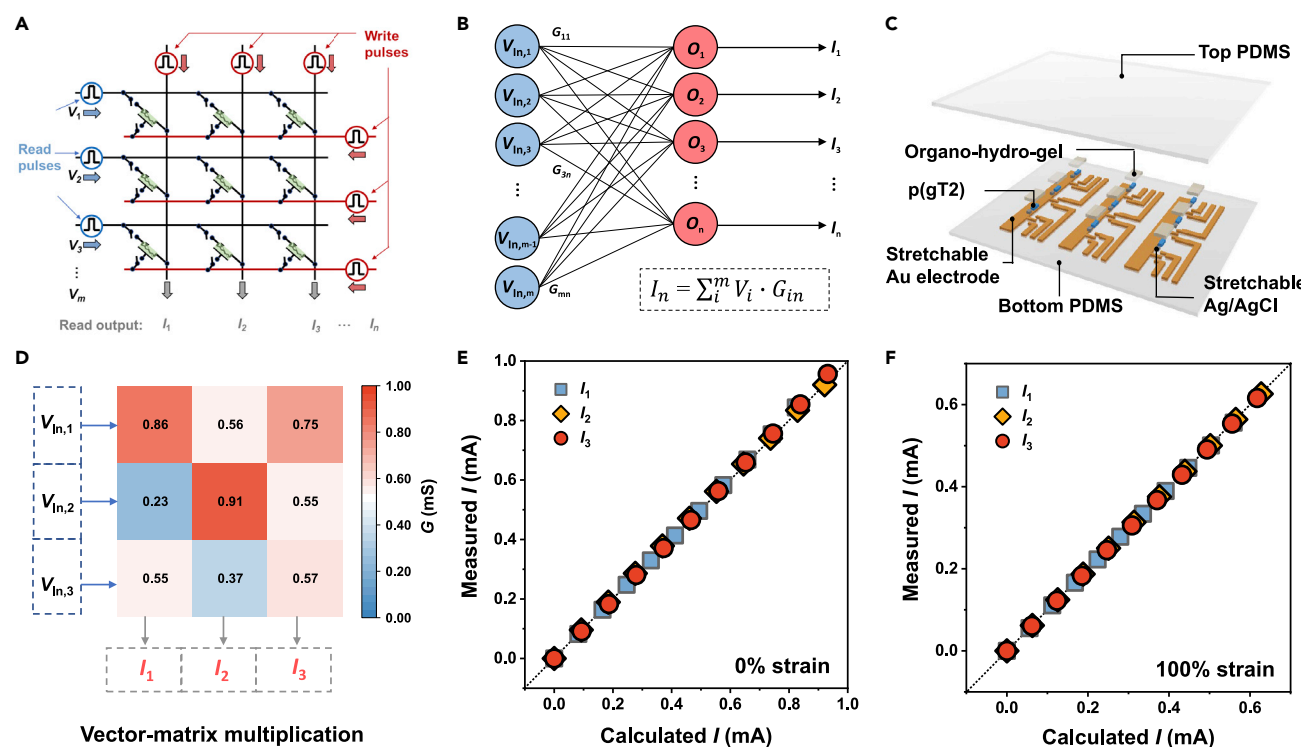 A
Write
pulses
V1
Read
pulses
V2
V3
⋮
Vm
Read output: I1 I2 I3 ··· In
B
VIn,1
VIn,2
VIn,3
⋮
VIn,m-1
VIn,m
G11
G3n
Gmn
O1
O2
O3
⋮
On
I1
I2
I3
⋮
In
In = ∑i^m Vi · Gin
C
Top PDMS
Organo-hydro-gel
p(gT2)
Stretchable
Au electrode
Bottom PDMS
Stretchable
Ag/AgCl
D
VIn,1
VIn,2
VIn,3
0.86 0.56 0.75
0.23 0.91 0.55
0.55 0.37 0.57
1.00
0.80
0.60
0.40
0.20
0.00
G (mS)
I1 I2 I3
Vector-matrix multiplication
E
I1
I2
I3
1.0
0.8
0.6
0.4
0.2
0.0
Measured I (mA)
0% strain
0.0 0.2 0.4 0.6 0.8 1.0
Calculated I (mA)
F
I1
I2
I3
0.6
0.4
0.2
0.0
Measured I (mA)
100% strain
0.0 0.2 0.4 0.6
Calculated I (mA)